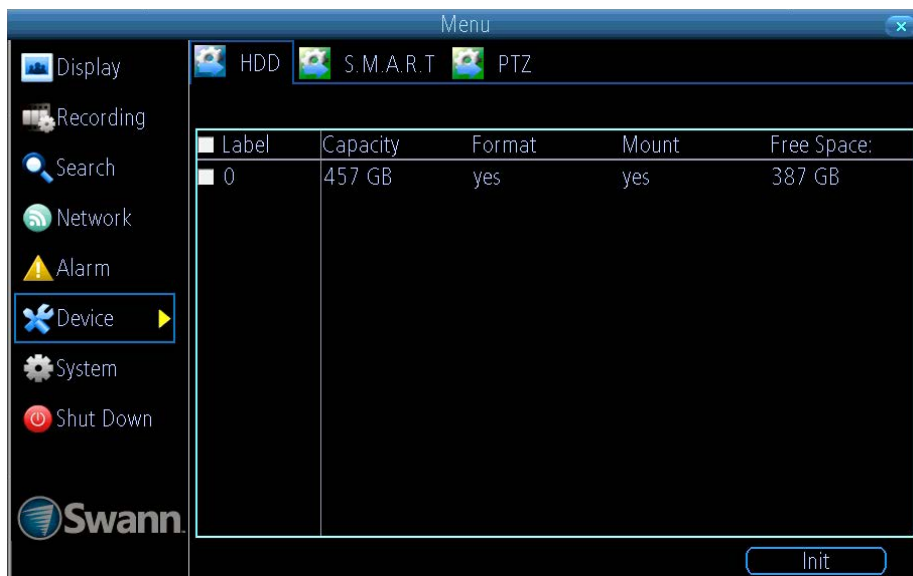 Menu
Display
Recording
Search
Network
Alarm
Device
System
Shut Down
Swann
HDD S.M.A.R.T PTZ
Label Capacity Format Mount Free Space:
0 457 GB yes yes 387 GB
Init